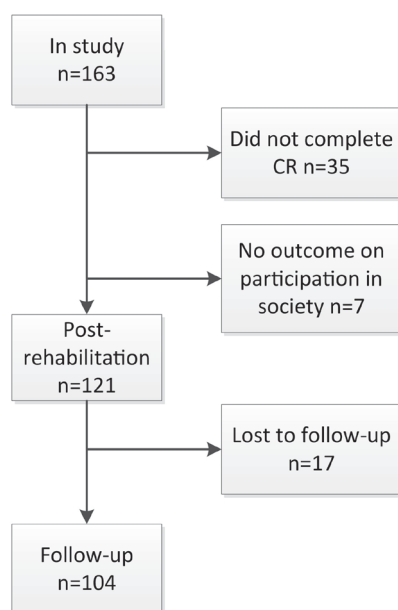 In study
n=163
Did not complete
CR n=35
No outcome on
participation in
society n=7
Post-
rehabilitation
n=121
Lost to follow-up
n=17
Follow-up
n=104